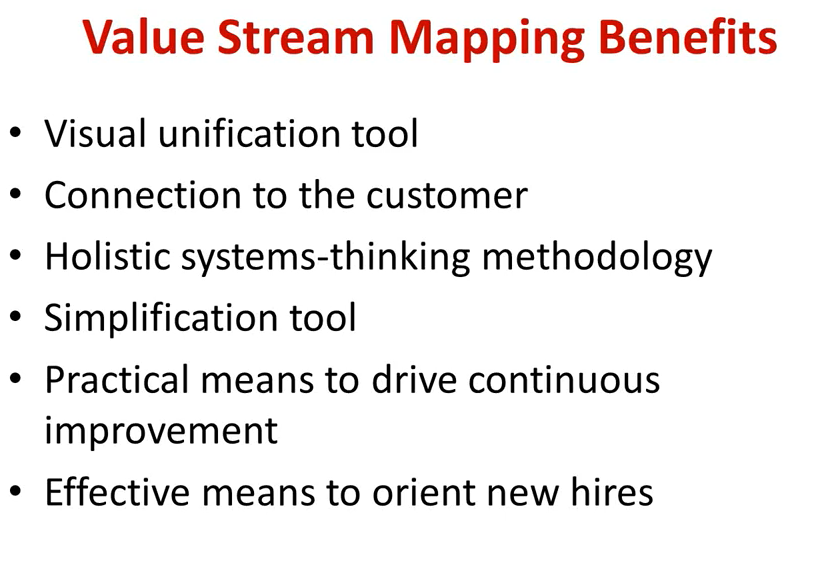 Value Stream Mapping Benefits
• Visual unification tool
• Connection to the customer
• Holistic systems-thinking methodology
• Simplification tool
• Practical means to drive continuous
improvement
• Effective means to orient new hires